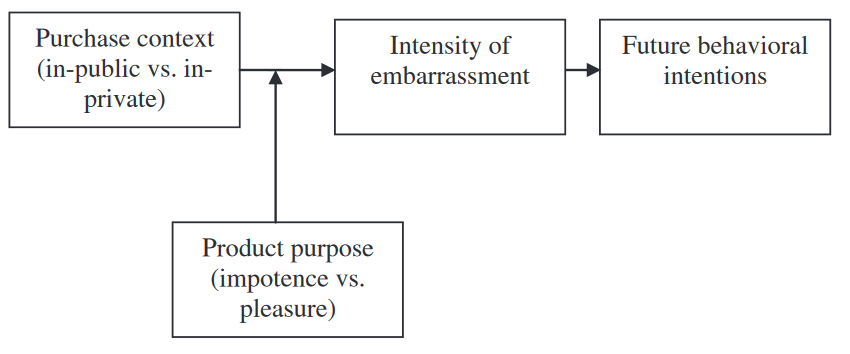 Purchase context
(in-public vs. in-
private)
Intensity of
embarrassment
Future behavioral
intentions
Product purpose
(impotence vs.
pleasure)